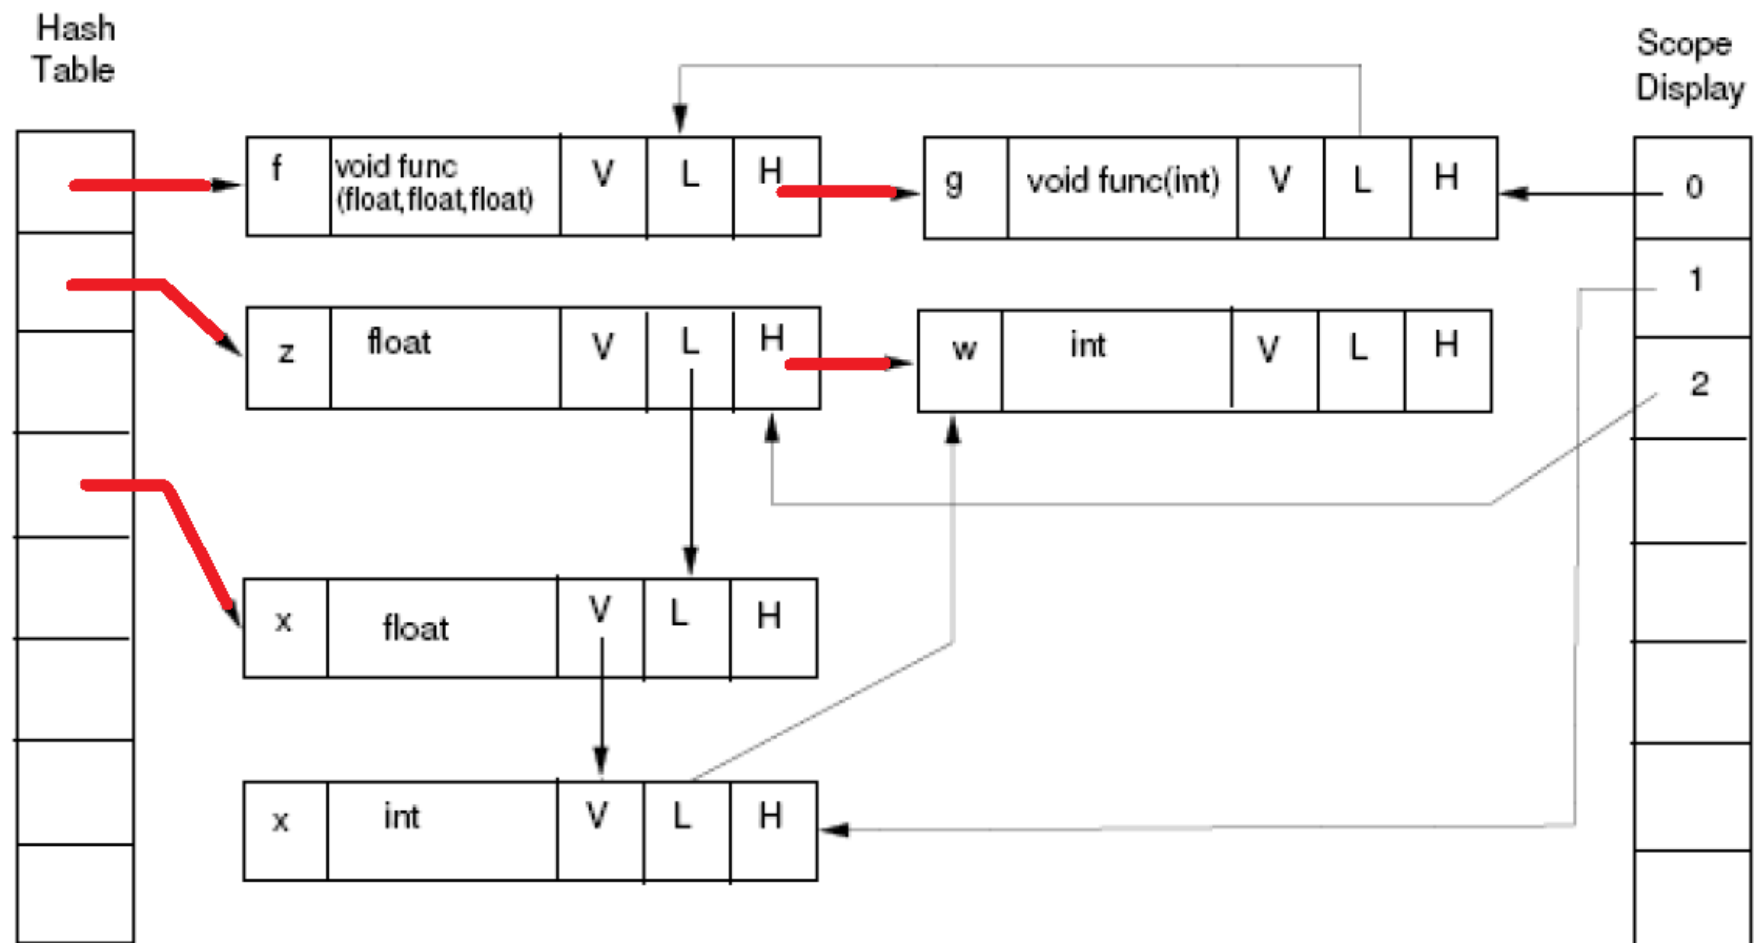 Hash
Table
Scope
Display
f
void func
(float,float,float)
V
L
H
g
void func(int)
V
L
H
0
1
z
float
V
L
H
w
int
V
L
H
2
x
float
V
L
H
x
int
V
L
H